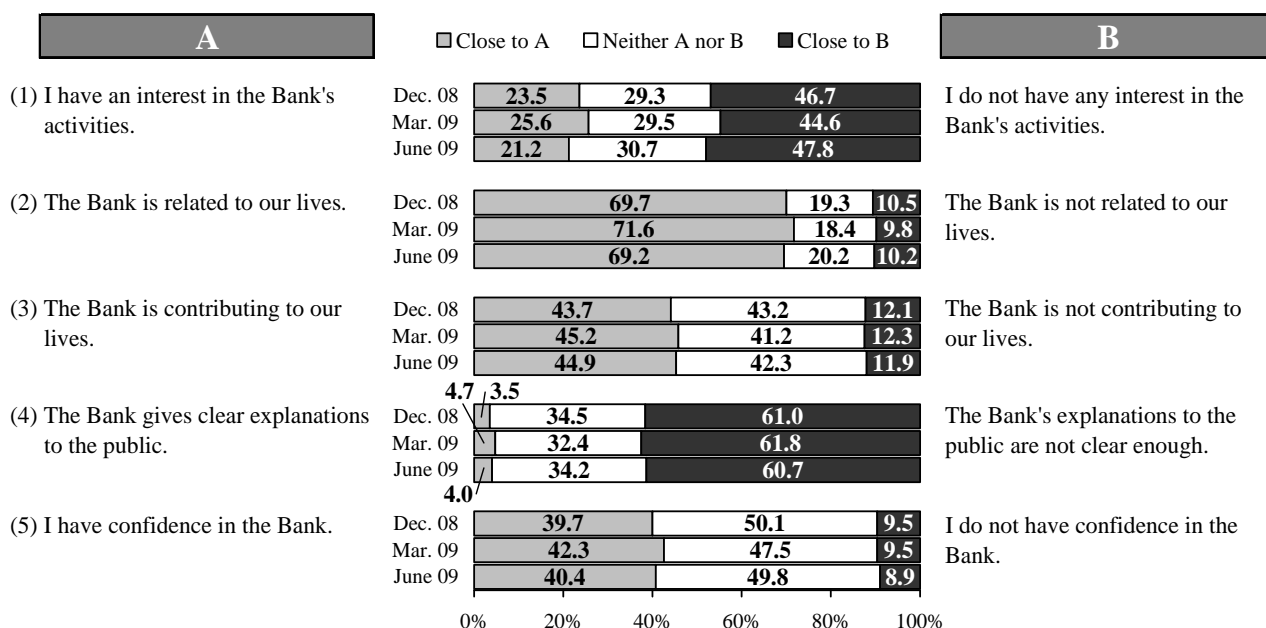 A
Close to A Neither A nor B Close to B
B
(1) I have an interest in the Bank's
activities.
Dec. 08 23.5 29.3 46.7
Mar. 09 25.6 29.5 44.6
June 09 21.2 30.7 47.8
I do not have any interest in the
Bank's activities.
(2) The Bank is related to our lives.
Dec. 08 69.7 19.3 10.5
Mar. 09 71.6 18.4 9.8
June 09 69.2 20.2 10.2
The Bank is not related to our
lives.
(3) The Bank is contributing to our
lives.
Dec. 08 43.7 43.2 12.1
Mar. 09 45.2 41.2 12.3
June 09 44.9 42.3 11.9
The Bank is not contributing to
our lives.
(4) The Bank gives clear explanations
to the public.
4.7 3.5
Dec. 08 34.5 61.0
Mar. 09 32.4 61.8
June 09 34.2 60.7
4.0
The Bank's explanations to the
public are not clear enough.
(5) I have confidence in the Bank.
Dec. 08 39.7 50.1 9.5
Mar. 09 42.3 47.5 9.5
June 09 40.4 49.8 8.9
I do not have confidence in the
Bank.
0% 20% 40% 60% 80% 100%